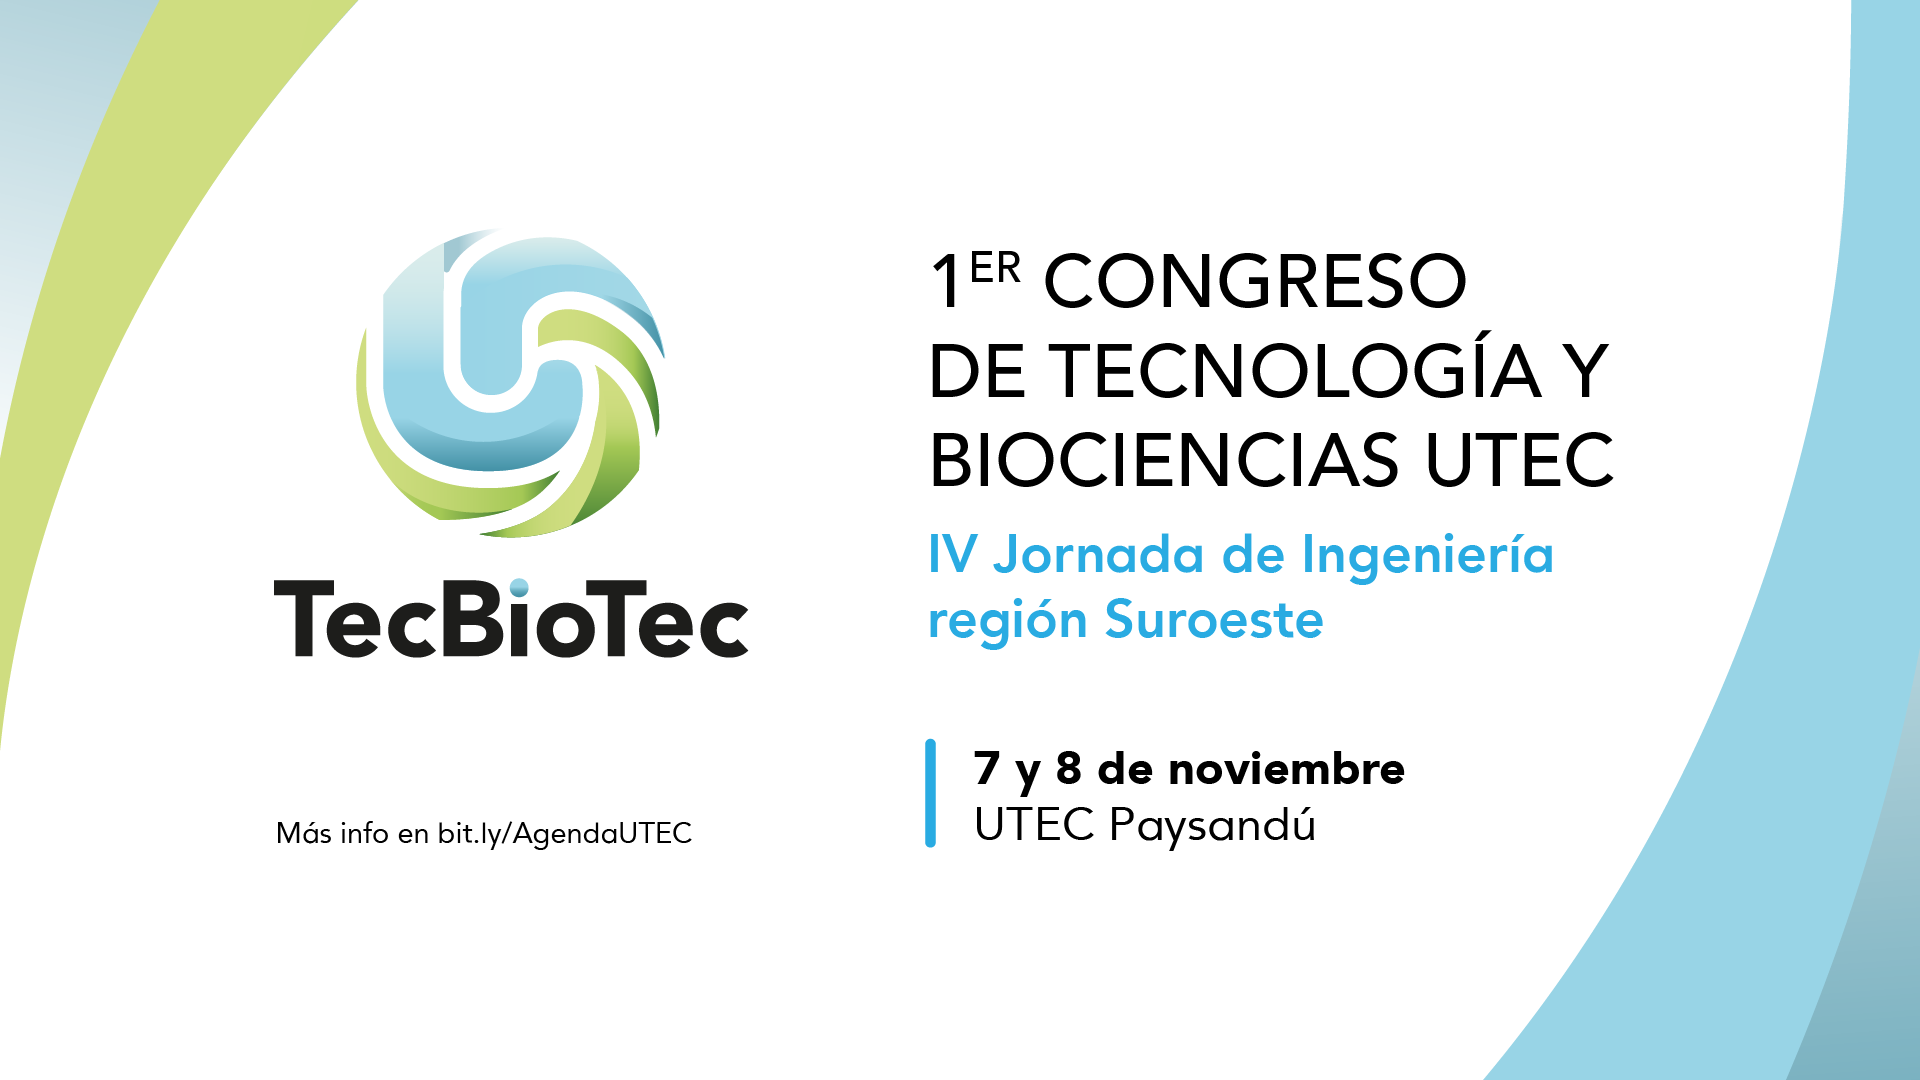 TecBioTec
Más info en bit.ly/AgendaUTEC
1ER CONGRESO
DE TECNOLOGÍA Y
BIOCIENCIAS UTEC
IV Jornada de Ingeniería
región Suroeste
7 y 8 de noviembre
UTEC Paysandú